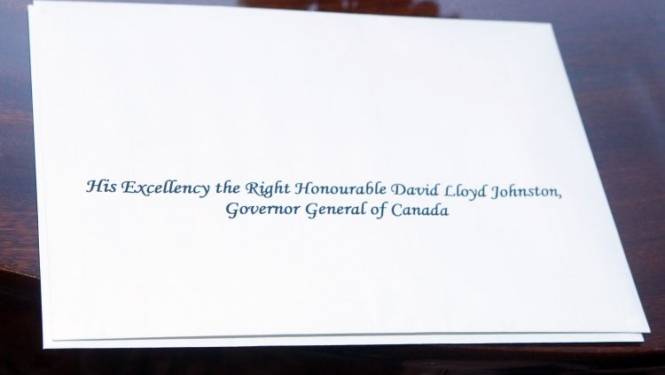 His Excellency the Right Honourable David Lloyd Johnston,
Governor General of Canada